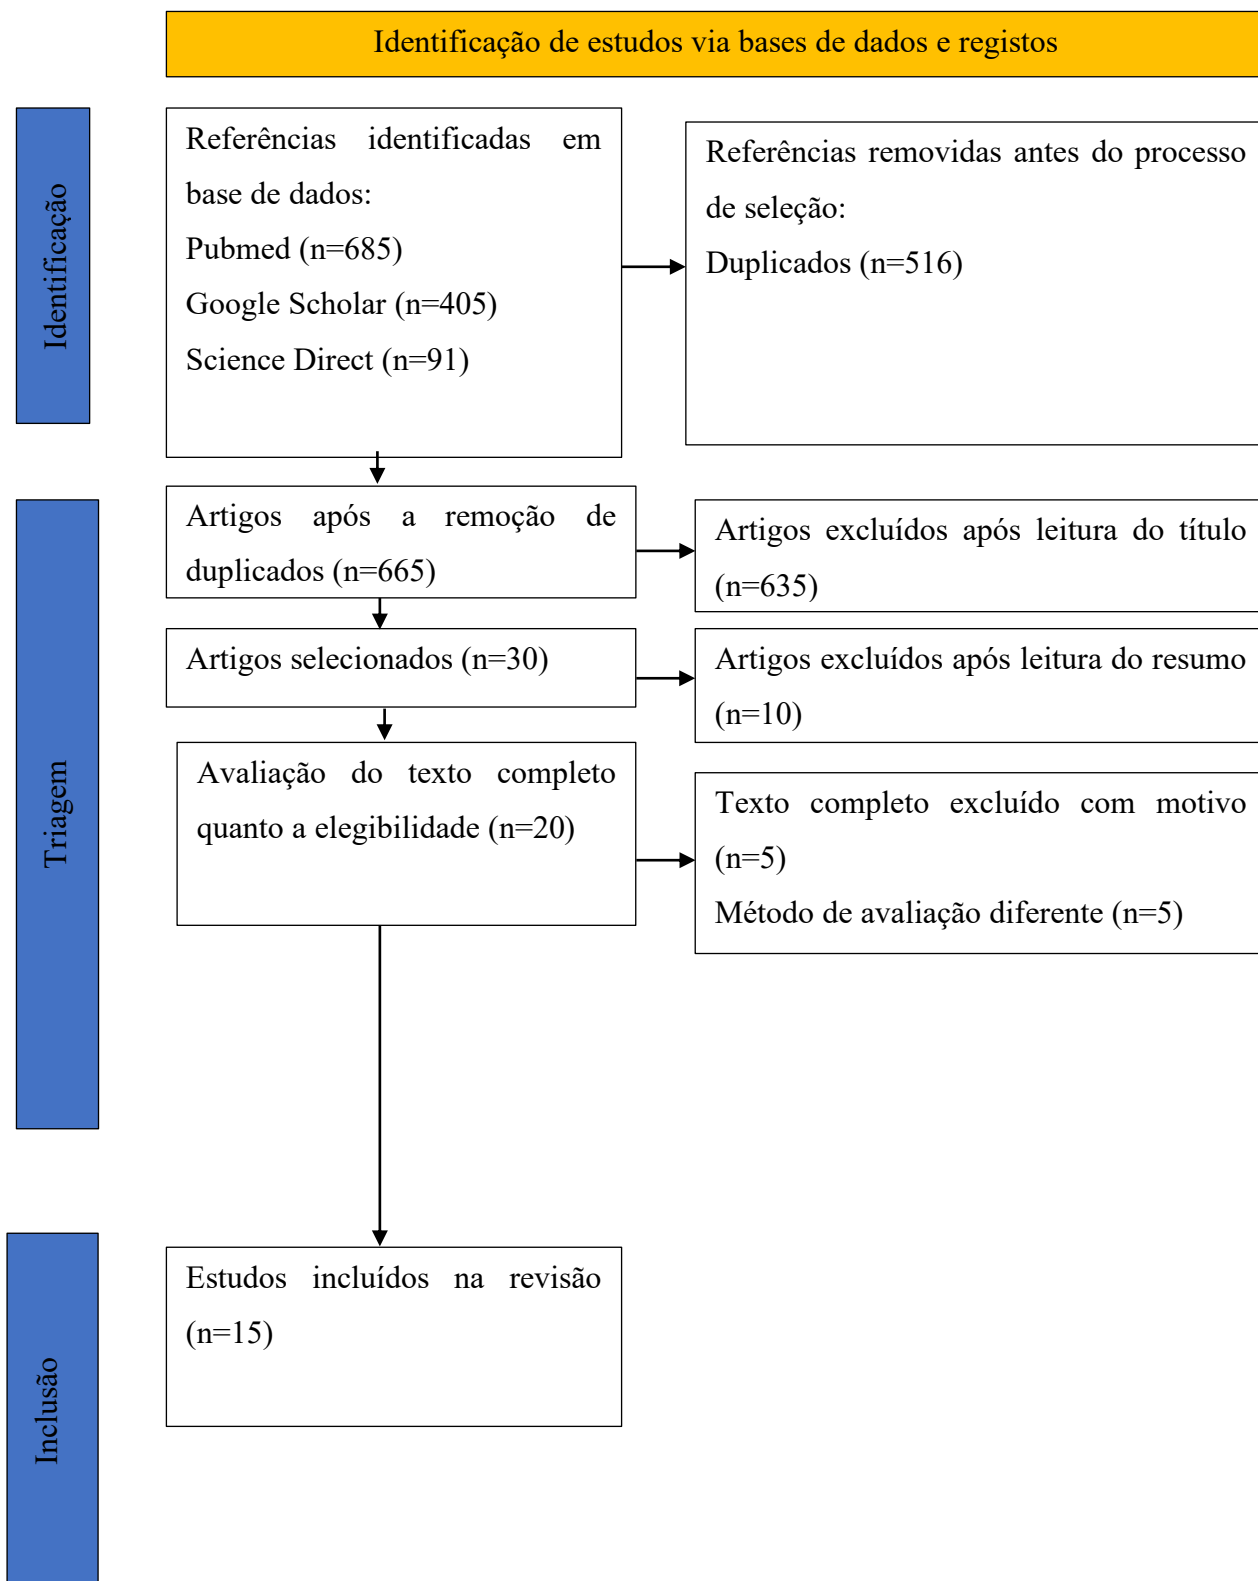 Identificação de estudos via bases de dados e registos
Identificação
Referências identificadas em
base de dados:
Pubmed (n=685)
Google Scholar (n=405)
Science Direct (n=91)
Referências removidas antes do processo
de seleção:
Duplicados (n=516)
Triagem
Artigos após a remoção de
duplicados (n=665)
Artigos excluídos após leitura do título
(n=635)
Artigos selecionados (n=30)
Artigos excluídos após leitura do resumo
(n=10)
Avaliação do texto completo
quanto a elegibilidade (n=20)
Texto completo excluído com motivo
(n=5)
Método de avaliação diferente (n=5)
Inclusão
Estudos incluídos na revisão
(n=15)